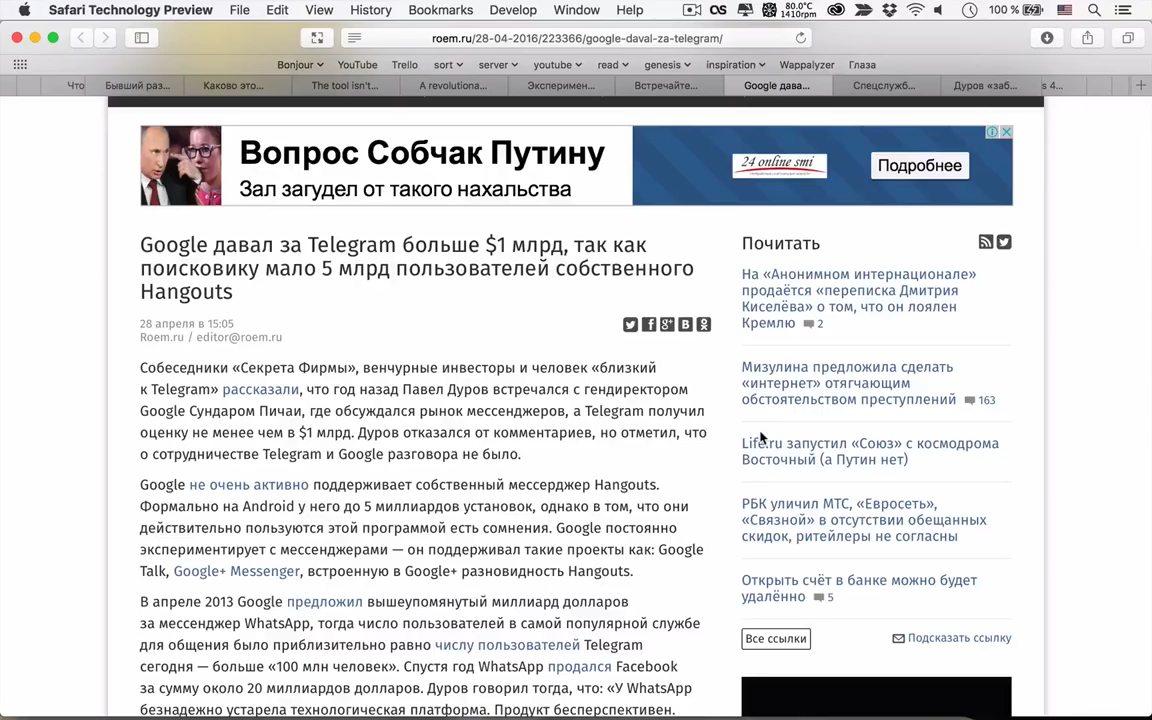 Safari Technology Preview File Edit View History Bookmarks Develop Window Help
80.0°C
1410rpm
100 %
roem.ru/28-04-2016/223366/google-daval-za-telegram/
Bonjour YouTube Trello sort server youtube read genesis inspiration Wappalyzer Глаза
Что Бывший раз... Каково это... The tool isn't... A revolutiona... Эксперимен... Встречайте... Google дава... Спецслужб... Дуров «заб... s 4...
Вопрос Собчак Путину
Зал загудел от такого нахальства
24 online smi
Подробнее
Google давал за Telegram больше $1 млрд, так как
поисковику мало 5 млрд пользователей собственного
Hangouts
28 апреля в 15:05
Roem.ru / editor@roem.ru
Собеседники «Секрета Фирмы», венчурные инвесторы и человек «близкий
к Telegram» рассказали, что год назад Павел Дуров встречался с гендиректором
Google Сундаром Пичаи, где обсуждался рынок мессенджеров, а Telegram получил
оценку не менее чем в $1 млрд. Дуров отказался от комментариев, но отметил, что
о сотрудничестве Telegram и Google разговора не было.
Google не очень активно поддерживает собственный мессерджер Hangouts.
Формально на Android у него до 5 миллиардов установок, однако в том, что они
действительно пользуются этой программой есть сомнения. Google постоянно
экспериментирует с мессенджерами — он поддерживал такие проекты как: Google
Talk, Google+ Messenger, встроенную в Google+ разновидность Hangouts.
В апреле 2013 Google предложил вышеупомянутый миллиард долларов
за мессенджер WhatsApp, тогда число пользователей в самой популярной службе
для общения было приблизительно равно числу пользователей Telegram
сегодня — больше «100 млн человек». Спустя год WhatsApp продался Facebook
за сумму около 20 миллиардов долларов. Дуров говорил тогда, что: «У WhatsApp
безнадежно устарела технологическая платформа. Продукт бесперспективен.
Почитать
На «Анонимном интернационале»
продаётся «переписка Дмитрия
Киселёва» о том, что он лоялен
Кремлю 2
Мизулина предложила сделать
«интернет» отягчающим
обстоятельством преступлений 163
Life.ru запустил «Союз» с космодрома
Восточный (а Путин нет)
РБК уличил МТС, «Евросеть»,
«Связной» в отсутствии обещанных
скидок, ритейлеры не согласны
Открыть счёт в банке можно будет
удалённо 5
Все ссылки
Подсказать ссылку